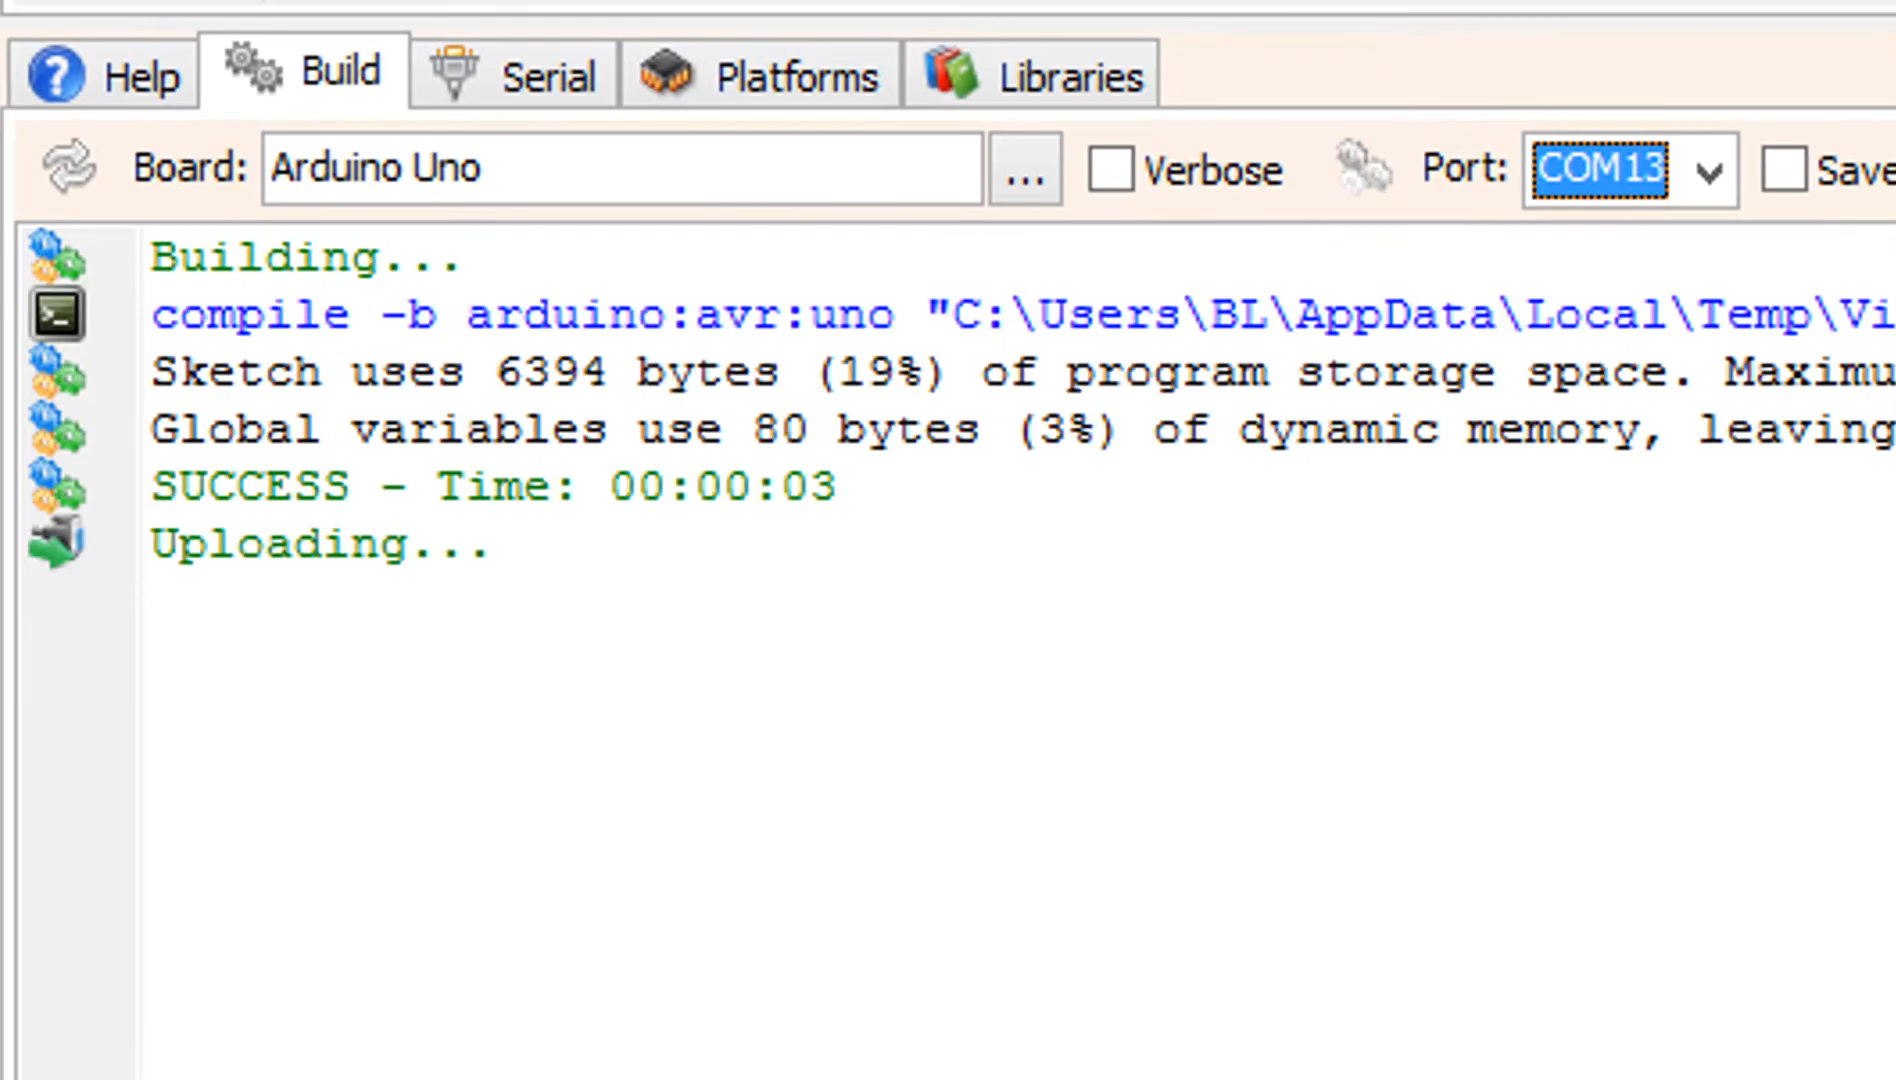 Help Build Serial Platforms Libraries
Board: Arduino Uno ... Verbose Port: COM13 Save
Building...
compile -b arduino:avr:uno "C:\Users\BL\AppData\Local\Temp\Vi
Sketch uses 6394 bytes (19%) of program storage space. Maximu
Global variables use 80 bytes (3%) of dynamic memory, leaving
SUCCESS - Time: 00:00:03
Uploading...